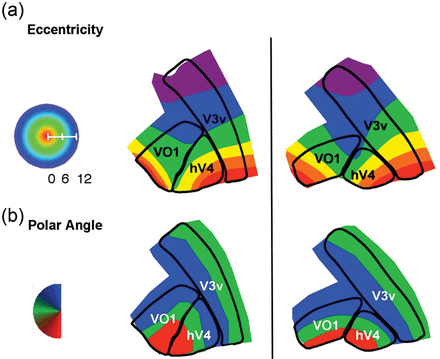 (a)
Eccentricity
V3v
VO1
hV4
V3v
VO1
hV4
0 6 12
(b)
Polar Angle
V3v
VO1
hV4
V3v
VO1
hV4